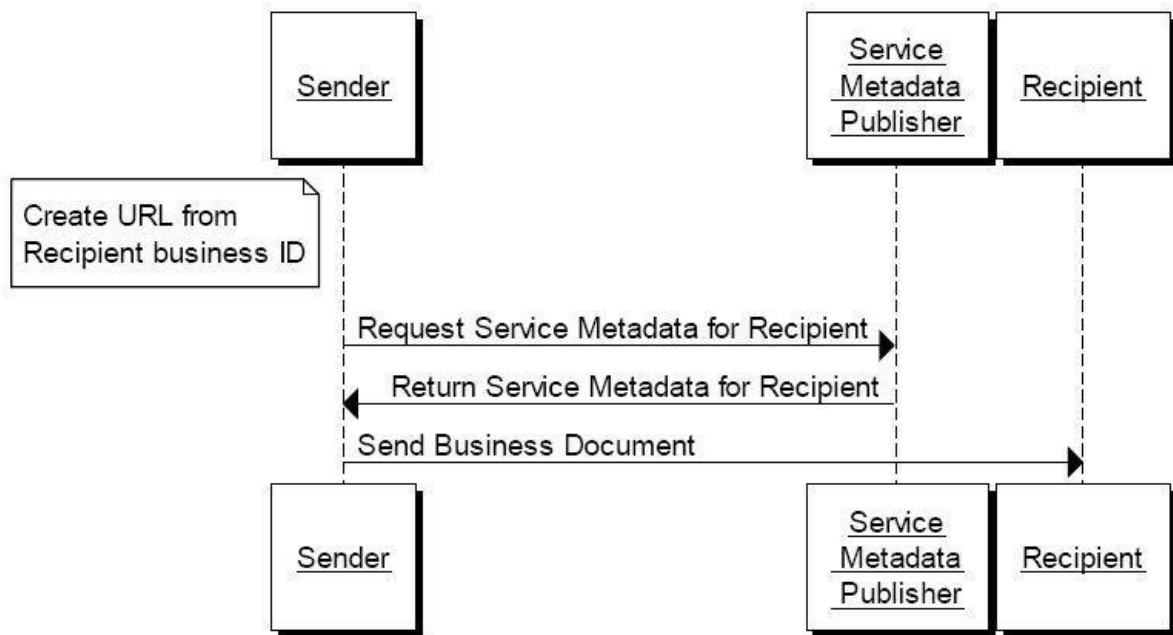 Sender
Service
Metadata
Publisher
Recipient
Create URL from
Recipient business ID
Request Service Metadata for Recipient
Return Service Metadata for Recipient
Send Business Document
Sender
Service
Metadata
Publisher
Recipient